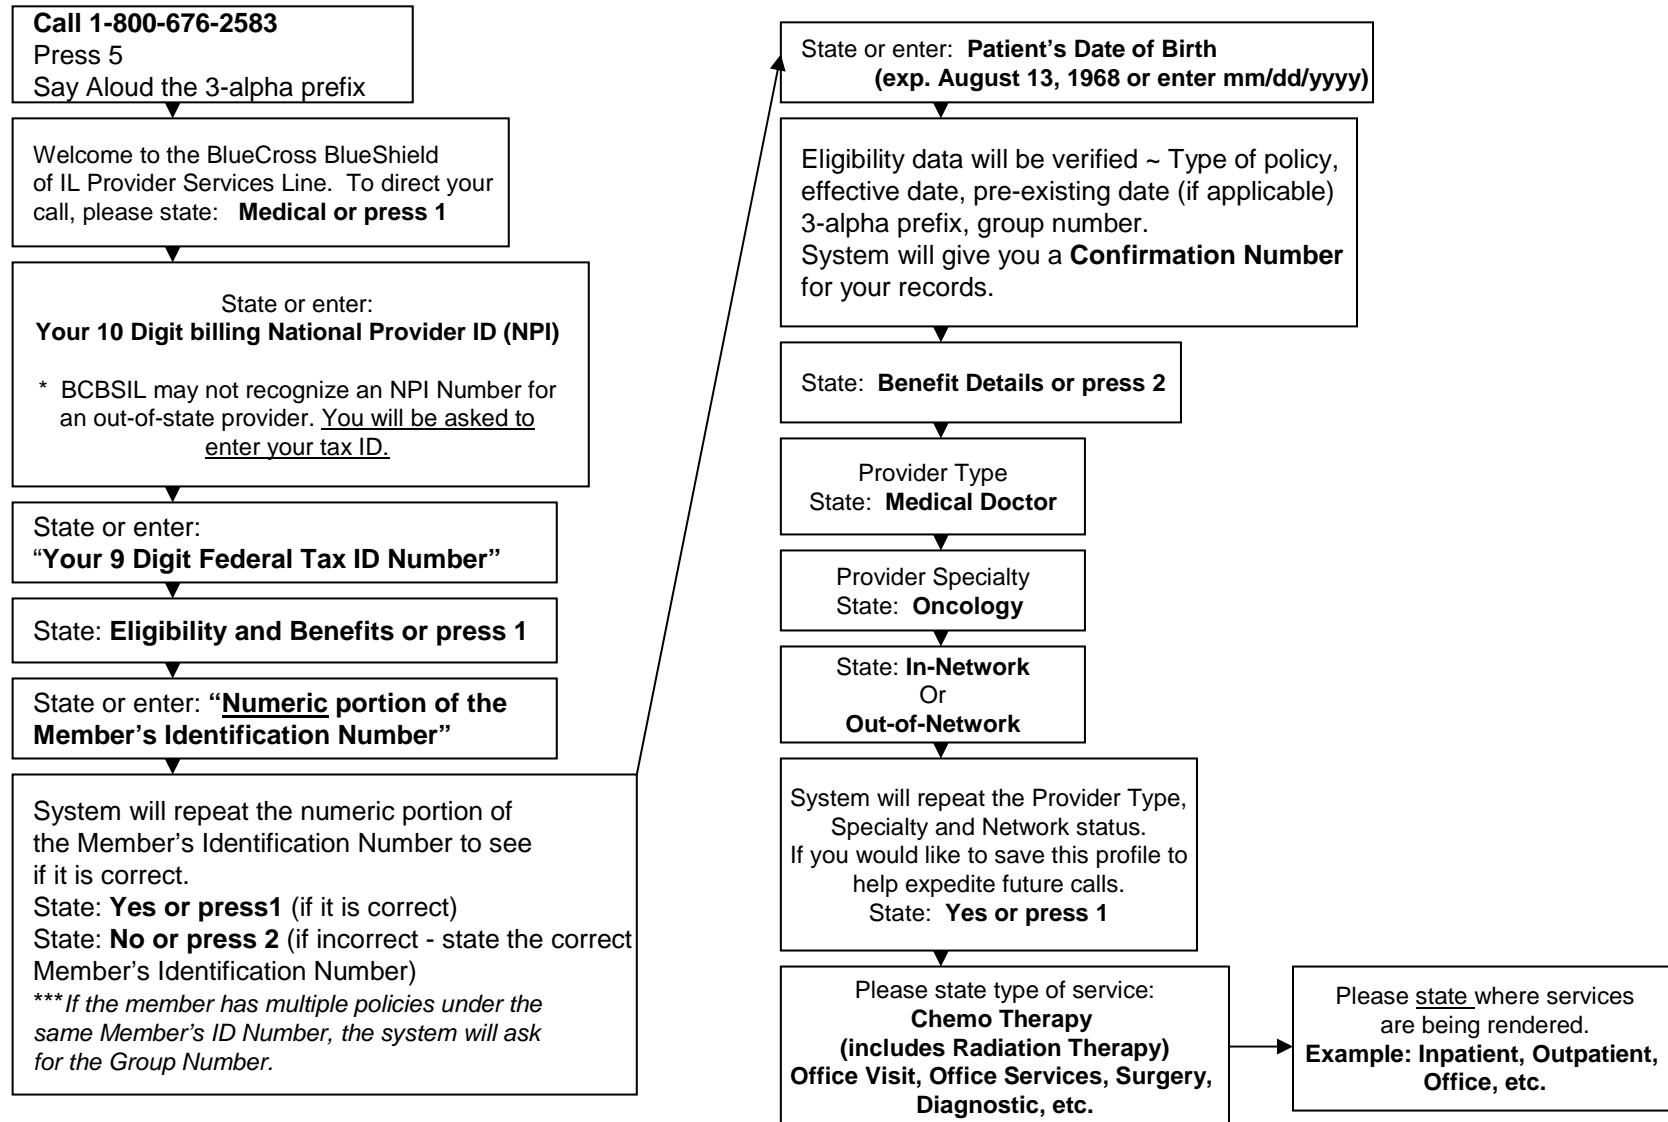 Call 1-800-676-2583
Press 5
Say Aloud the 3-alpha prefix
Welcome to the BlueCross BlueShield
of IL Provider Services Line.  To direct your
call, please state:   Medical or press 1
State or enter:
Your 10 Digit billing National Provider ID (NPI)
*  BCBSIL may not recognize an NPI Number for
an out-of-state provider. You will be asked to
enter your tax ID.
State or enter:
“Your 9 Digit Federal Tax ID Number”
State: Eligibility and Benefits or press 1
State or enter: “Numeric portion of the
Member’s Identification Number”
System will repeat the numeric portion of
the Member’s Identification Number to see
if it is correct.
State: Yes or press1 (if it is correct)
State: No or press 2 (if incorrect - state the correct
Member’s Identification Number)
***If the member has multiple policies under the
same Member’s ID Number, the system will ask
for the Group Number.
State or enter:  Patient’s Date of Birth
(exp. August 13, 1968 or enter mm/dd/yyyy)
Eligibility data will be verified ~ Type of policy,
effective date, pre-existing date (if applicable)
3-alpha prefix, group number.
System will give you a Confirmation Number
for your records.
State:  Benefit Details or press 2
Provider Type
State:  Medical Doctor
Provider Specialty
State:  Oncology
State: In-Network
Or
Out-of-Network
System will repeat the Provider Type,
Specialty and Network status.
If you would like to save this profile to
help expedite future calls.
State:  Yes or press 1
Please state type of service:
Chemo Therapy
(includes Radiation Therapy)
Office Visit, Office Services, Surgery,
Diagnostic, etc.
Please state where services
are being rendered.
Example: Inpatient, Outpatient,
Office, etc.